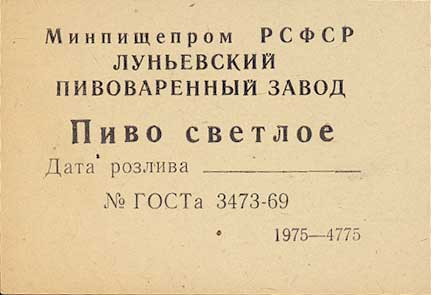 Минпищепром РСФСР
ЛУНЬЕВСКИЙ
ПИВОВАРЕННЫЙ ЗАВОД
Пиво светлое
Дата розлива
№ ГОСТа 3473-69
1975—4775